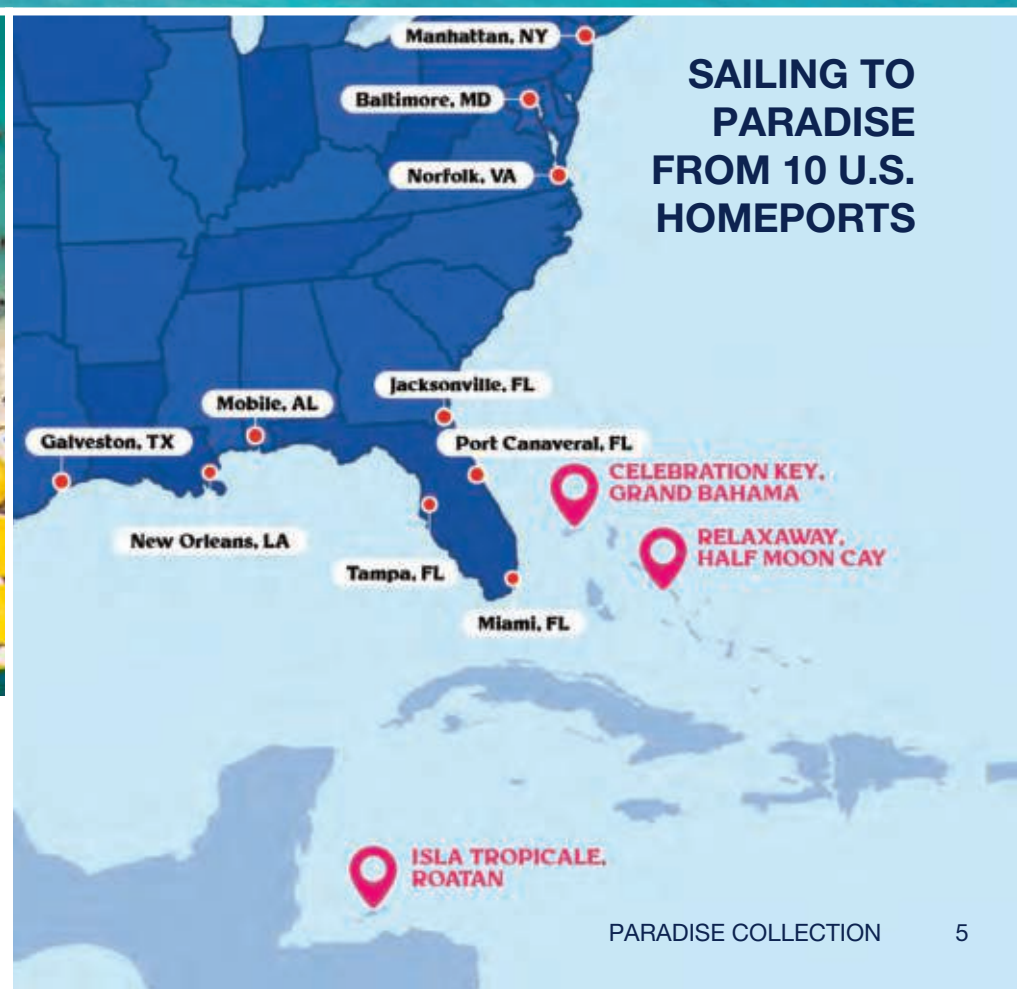 Manhattan, NY
SAILING TO
PARADISE
FROM 10 U.S.
HOMEPORTS
Baltimore, MD
Norfolk, VA
Jacksonville, FL
Mobile, AL
Galveston, TX
Port Canaveral, FL
CELEBRATION KEY,
GRAND BAHAMA
New Orleans, LA
RELAXAWAY,
HALF MOON CAY
Tampa, FL
Miami, FL
ISLA TROPICALE,
ROATAN
PARADISE COLLECTION 5